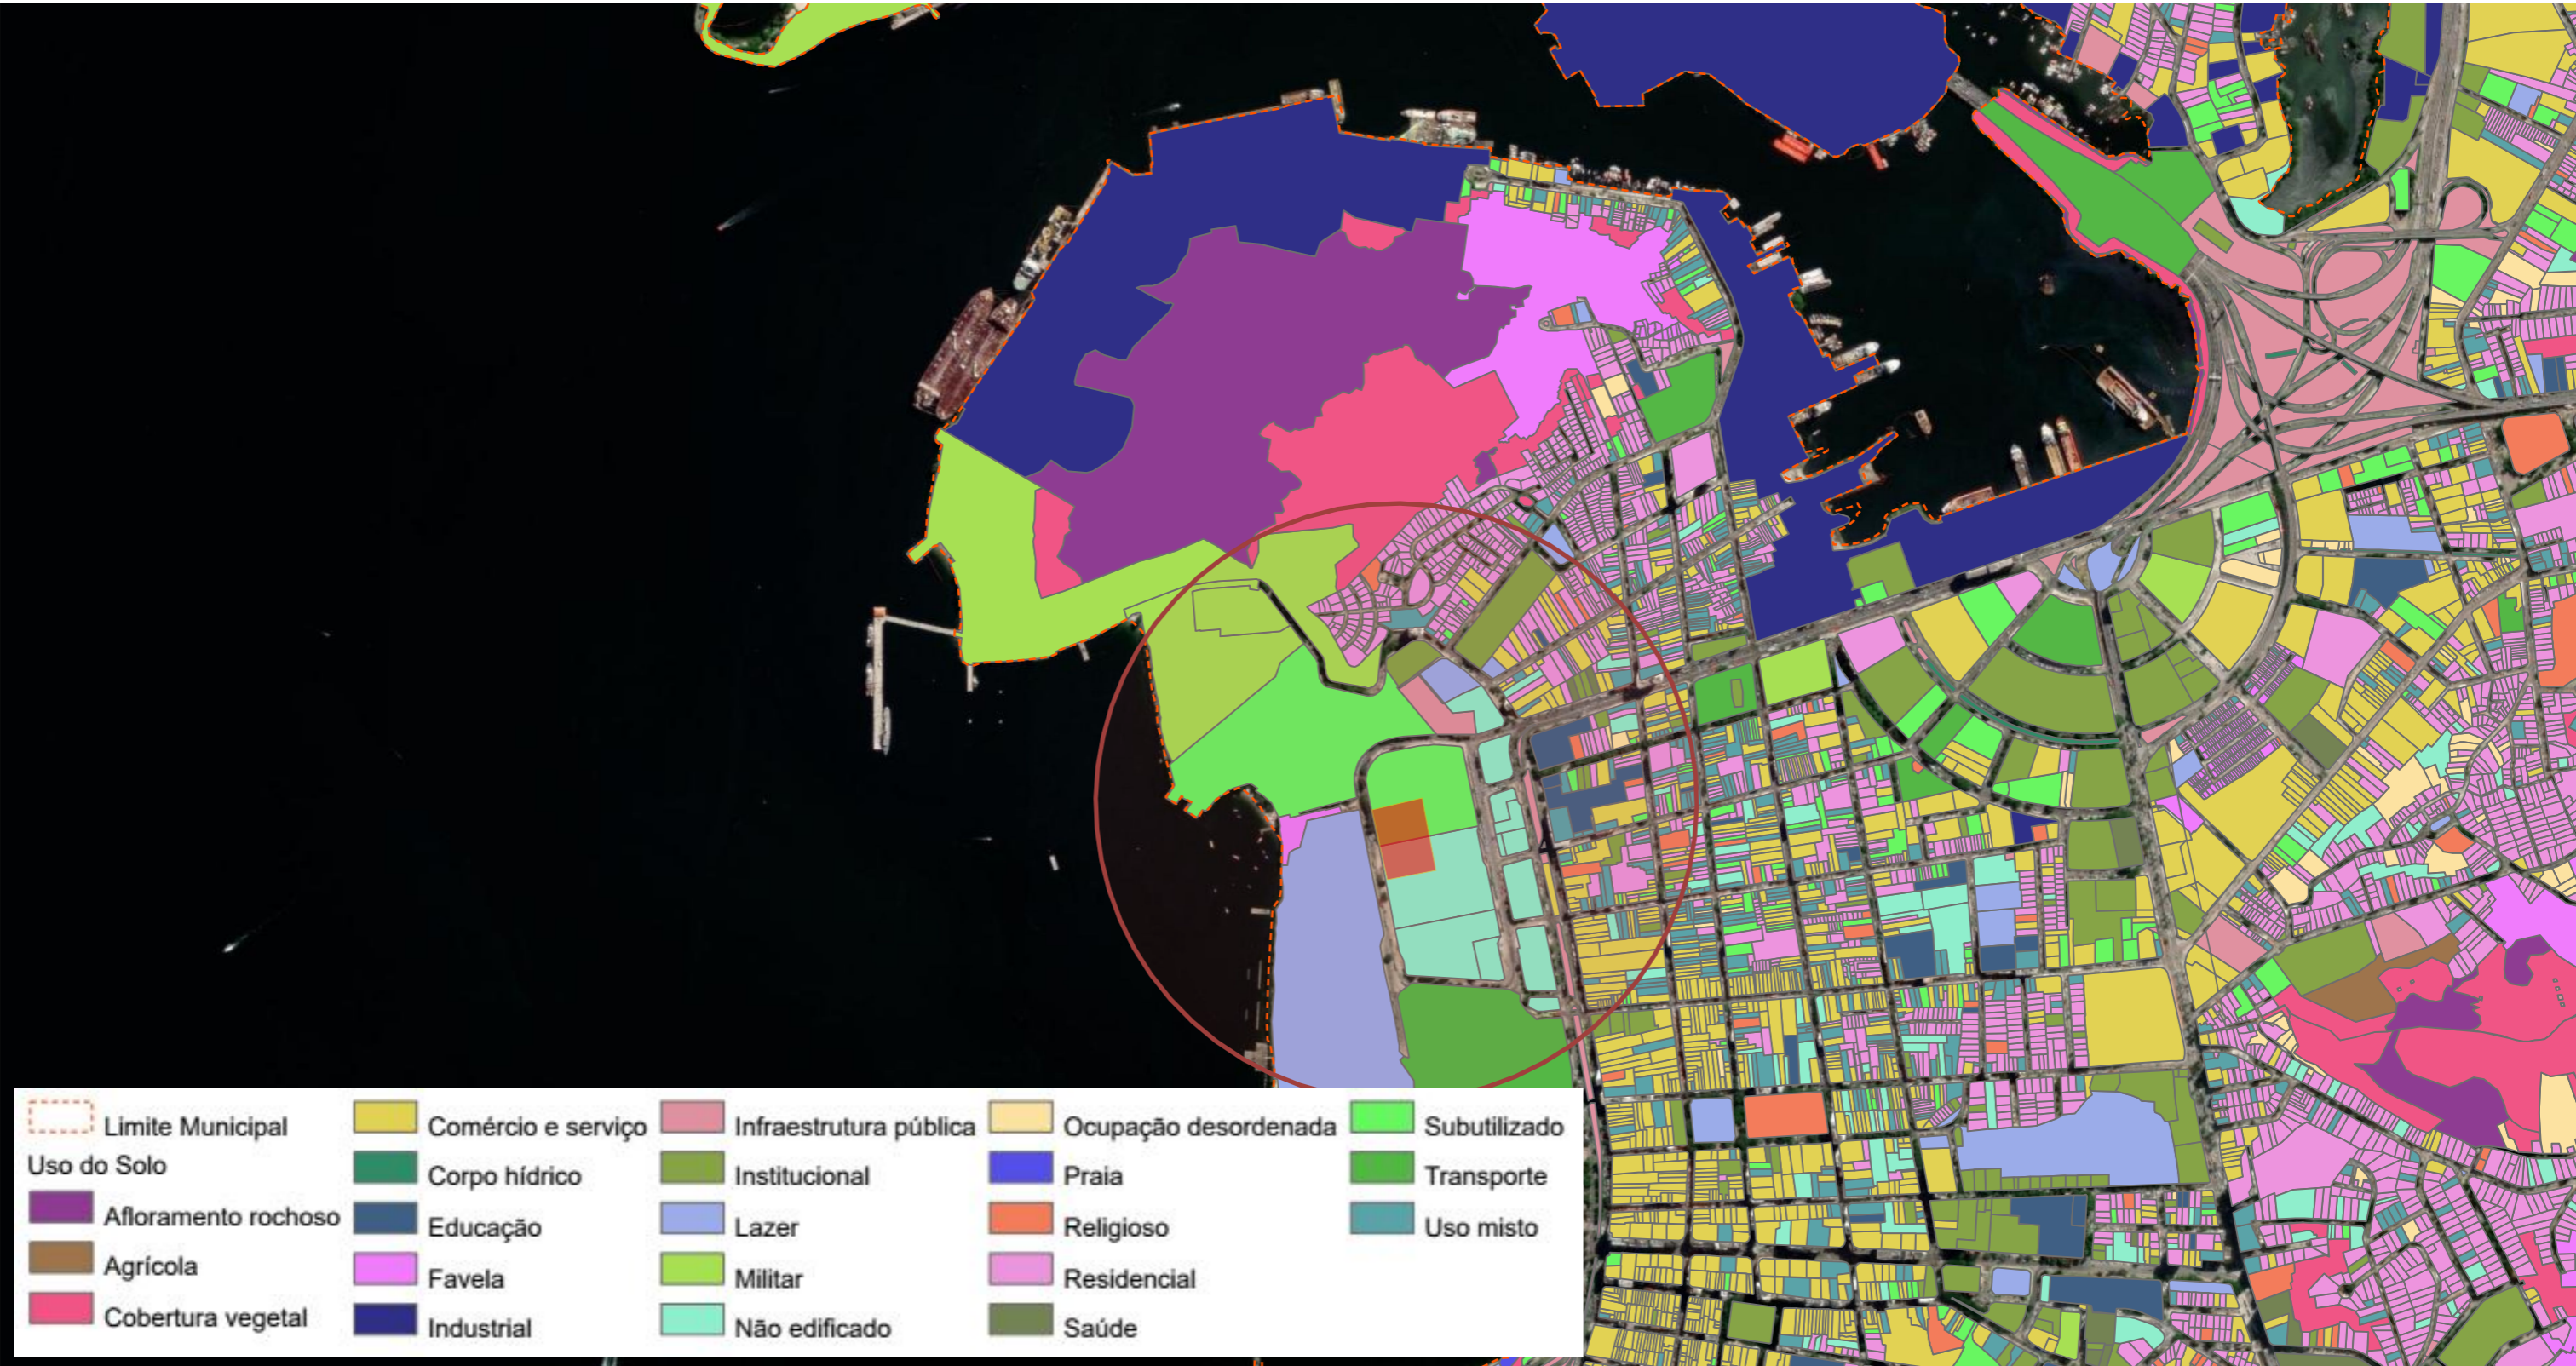 Limite Municipal
Uso do Solo
Afloramento rochoso
Agrícola
Cobertura vegetal
Comércio e serviço
Corpo hídrico
Educação
Favela
Industrial
Infraestrutura pública
Institucional
Lazer
Militar
Não edificado
Ocupação desordenada
Praia
Religioso
Residencial
Saúde
Subutilizado
Transporte
Uso misto